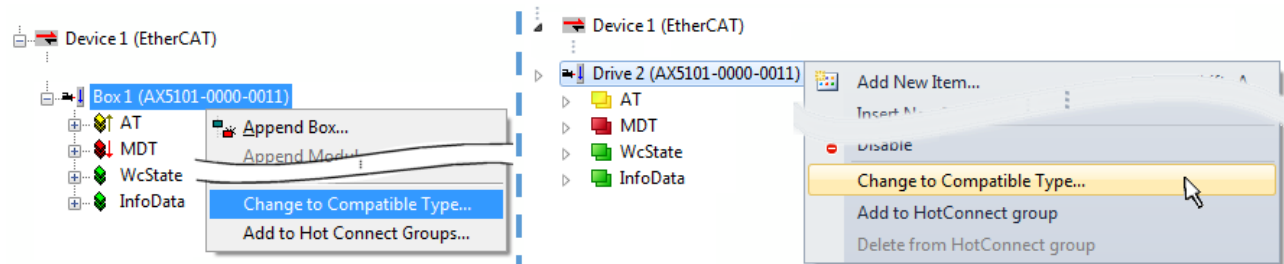 Device 1 (EtherCAT)
Box 1 (AX5101-0000-0011)
AT
MDT
WcState
InfoData
Append Box...
Append Modul
Change to Compatible Type...
Add to Hot Connect Groups...
Device 1 (EtherCAT)
Drive 2 (AX5101-0000-0011)
AT
MDT
WcState
InfoData
Add New Item...
Insert
Disable
Change to Compatible Type...
Add to HotConnect group
Delete from HotConnect group